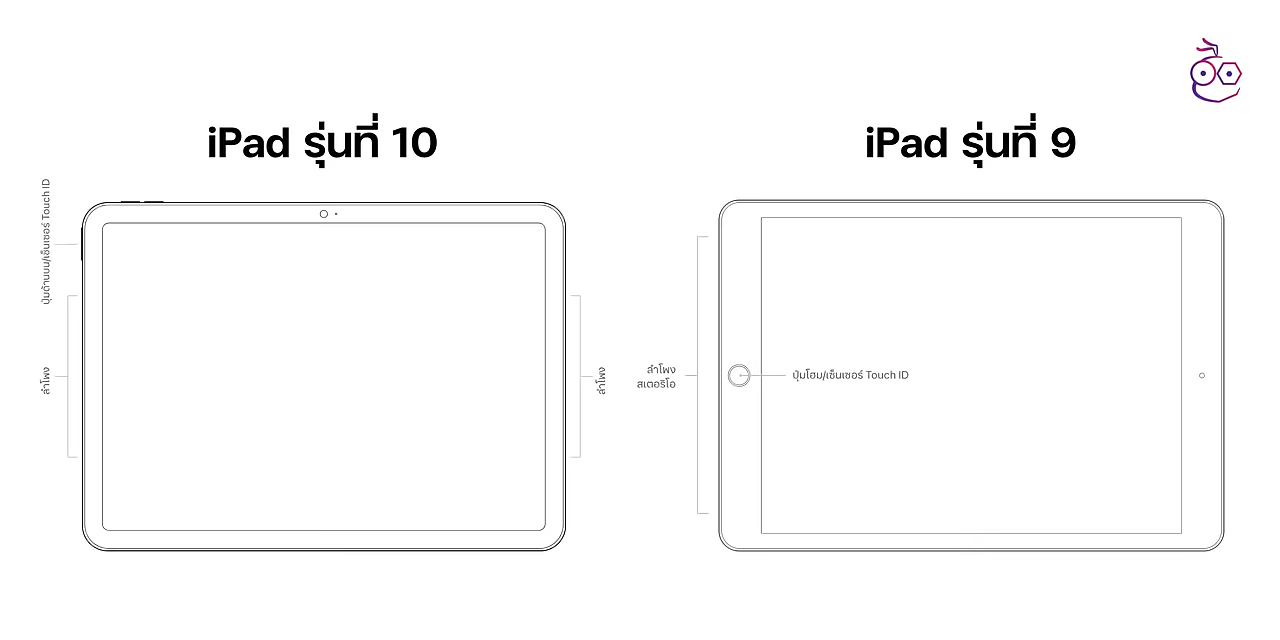 iPad รุ่นที่ 10
ปุ่มด้านบน/เซ็นเซอร์ Touch ID
ลำโพง
ลำโพง
iPad รุ่นที่ 9
ลำโพง
สเตอริโอ
ปุ่มโฮม/เซ็นเซอร์ Touch ID